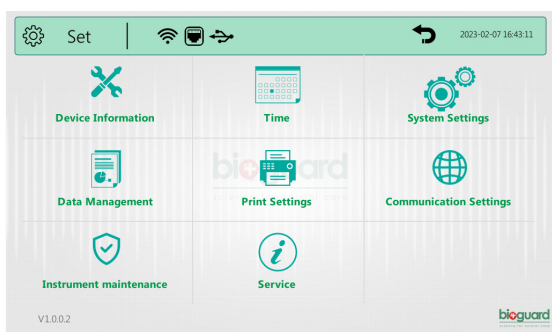 Set
2023-02-07 16:43:11
Device Information
Time
System Settings
bioguard
Data Management
Print Settings
Communication Settings
Instrument maintenance
Service
V1.0.0.2
bioguard